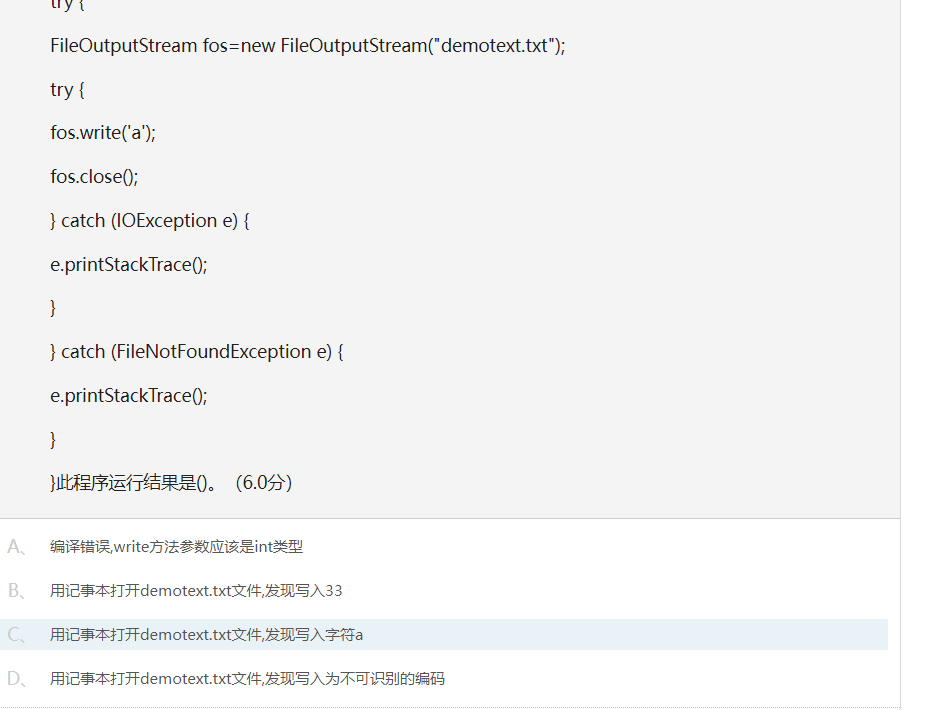 try {
FileOutputStream fos=new FileOutputStream("demotext.txt");
try {
fos.write('a');
fos.close();
} catch (IOException e) {
e.printStackTrace();
}
} catch (FileNotFoundException e) {
e.printStackTrace();
}
}此程序运行结果是()。（6.0分）
A、 编译错误,write方法参数应该是int类型
B、 用记事本打开demotext.txt文件,发现写入33
C、 用记事本打开demotext.txt文件,发现写入字符a
D、 用记事本打开demotext.txt文件,发现写入为不可识别的编码